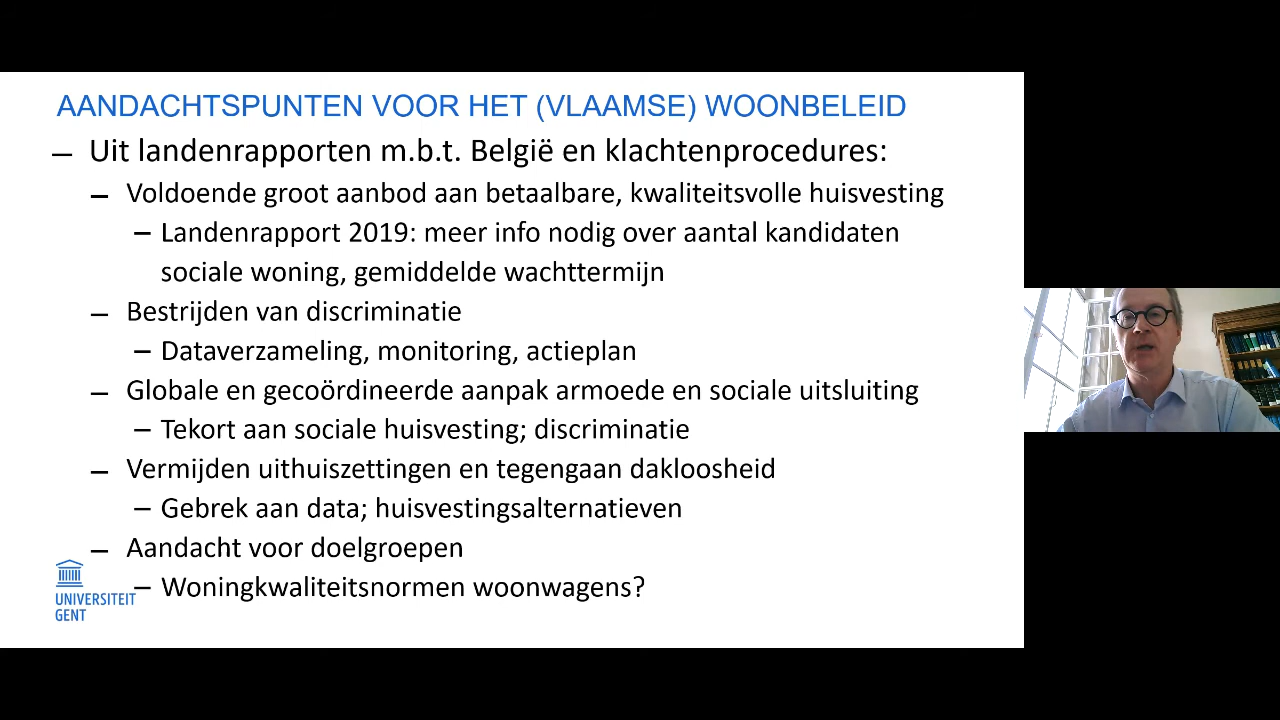 AANDACHTSPUNTEN VOOR HET (VLAAMSE) WOONBELEID
– Uit landenrapporten m.b.t. België en klachtenprocedures:
– Voldoende groot aanbod aan betaalbare, kwaliteitsvolle huisvesting
– Landenrapport 2019: meer info nodig over aantal kandidaten
sociale woning, gemiddelde wachttermijn
– Bestrijden van discriminatie
– Dataverzameling, monitoring, actieplan
– Globale en gecoördineerde aanpak armoede en sociale uitsluiting
– Tekort aan sociale huisvesting; discriminatie
– Vermijden uithuiszettingen en tegengaan dakloosheid
– Gebrek aan data; huisvestingsalternatieven
– Aandacht voor doelgroepen
– Woningkwaliteitsnormen woonwagens?
UNIVERSITEIT
GENT